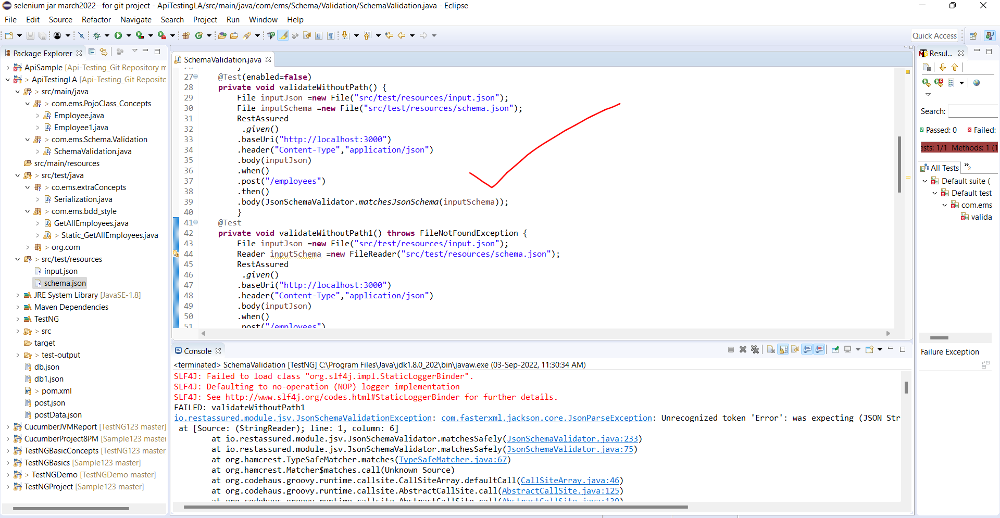 selenium jar march2022--for git project - ApiTestingLA/src/main/java/com/ems/Schema/Validation/SchemaValidation.java - Eclipse
File Edit Source Refactor Navigate Search Project Run Window Help
Quick Access
Package Explorer
ApiSample [Api-Testing_Git Repository m
> ApiTestingLA [Api-Testing_Git Reposito
> src/main/java
> com.ems.PojoClass_Concepts
Employee.java
Employee1.java
> com.ems.Schema.Validation
SchemaValidation.java
src/main/resources
> src/test/java
> co.ems.extraConcepts
Serialization.java
> com.ems.bdd_style
GetAllEmployees.java
> Static_GetAllEmployees.java
> org.com
> src/test/resources
input.json
schema.json
JRE System Library [JavaSE-1.8]
Maven Dependencies
TestNG
> src
target
> test-output
db.json
db1.json
> pom.xml
post.json
postData.json
CucumberJVMReport [TestNG123 master]
CucumberProject8PM [Sample123 master
TestNGBasicConcepts [TestNG123 master
TestNGBasics [Sample123 master]
> TestNGDemo [TestNGDemo master]
TestNGProject [Sample123 master]
SchemaValidation.java
27 @Test(enabled=false)
28 private void validateWithoutPath() {
29 File inputJson =new File("src/test/resources/input.json");
30 File inputSchema =new File("src/test/resources/schema.json");
31 RestAssured
32 .given()
33 .baseUri("http://localhost:3000")
34 .header("Content-Type","application/json")
35 .body(inputJson)
36 .when()
37 .post("/employees")
38 .then()
39 .body(JsonSchemaValidator.matchesJsonSchema(inputSchema));
40 }
41 @Test
42 private void validateWithoutPath1() throws FileNotFoundException {
43 File inputJson =new File("src/test/resources/input.json");
44 Reader inputSchema =new FileReader("src/test/resources/schema.json");
45 RestAssured
46 .given()
47 .baseUri("http://localhost:3000")
48 .header("Content-Type","application/json")
49 .body(inputJson)
50 .when()
51 .post("/employees")
Console
<terminated> SchemaValidation [TestNG] C:\Program Files\Java\jdk1.8.0_202\bin\javaw.exe (03-Sep-2022, 11:30:34 AM)
SLF4J: Failed to load class "org.slf4j.impl.StaticLoggerBinder".
SLF4J: Defaulting to no-operation (NOP) logger implementation
SLF4J: See http://www.slf4j.org/codes.html#StaticLoggerBinder for further details.
FAILED: validateWithoutPath1
io.restassured.module.jsv.JsonSchemaValidationException: com.fasterxml.jackson.core.JsonParseException: Unrecognized token 'Error': was expecting (JSON Str
at [Source: (StringReader); line: 1, column: 6]
at io.restassured.module.jsv.JsonSchemaValidator.matchesSafely(JsonSchemaValidator.java:233)
at io.restassured.module.jsv.JsonSchemaValidator.matchesSafely(JsonSchemaValidator.java:75)
at org.hamcrest.TypeSafeMatcher.matches(TypeSafeMatcher.java:67)
at org.hamcrest.Matcher$matches.call(Unknown Source)
at org.codehaus.groovy.runtime.callsite.CallSiteArray.defaultCall(CallSiteArray.java:46)
at org.codehaus.groovy.runtime.callsite.AbstractCallSite.call(AbstractCallSite.java:125)
at org.codehaus.groovy.runtime.callsite.AbstractCallSite.call(AbstractCallSite.java:139)
Resul...
Search:
Passed: 0 Failed:
ests: 1/1 Methods: 1 (1
All Tests »2
Default suite (
Default test
com.ems
valida
Failure Exception